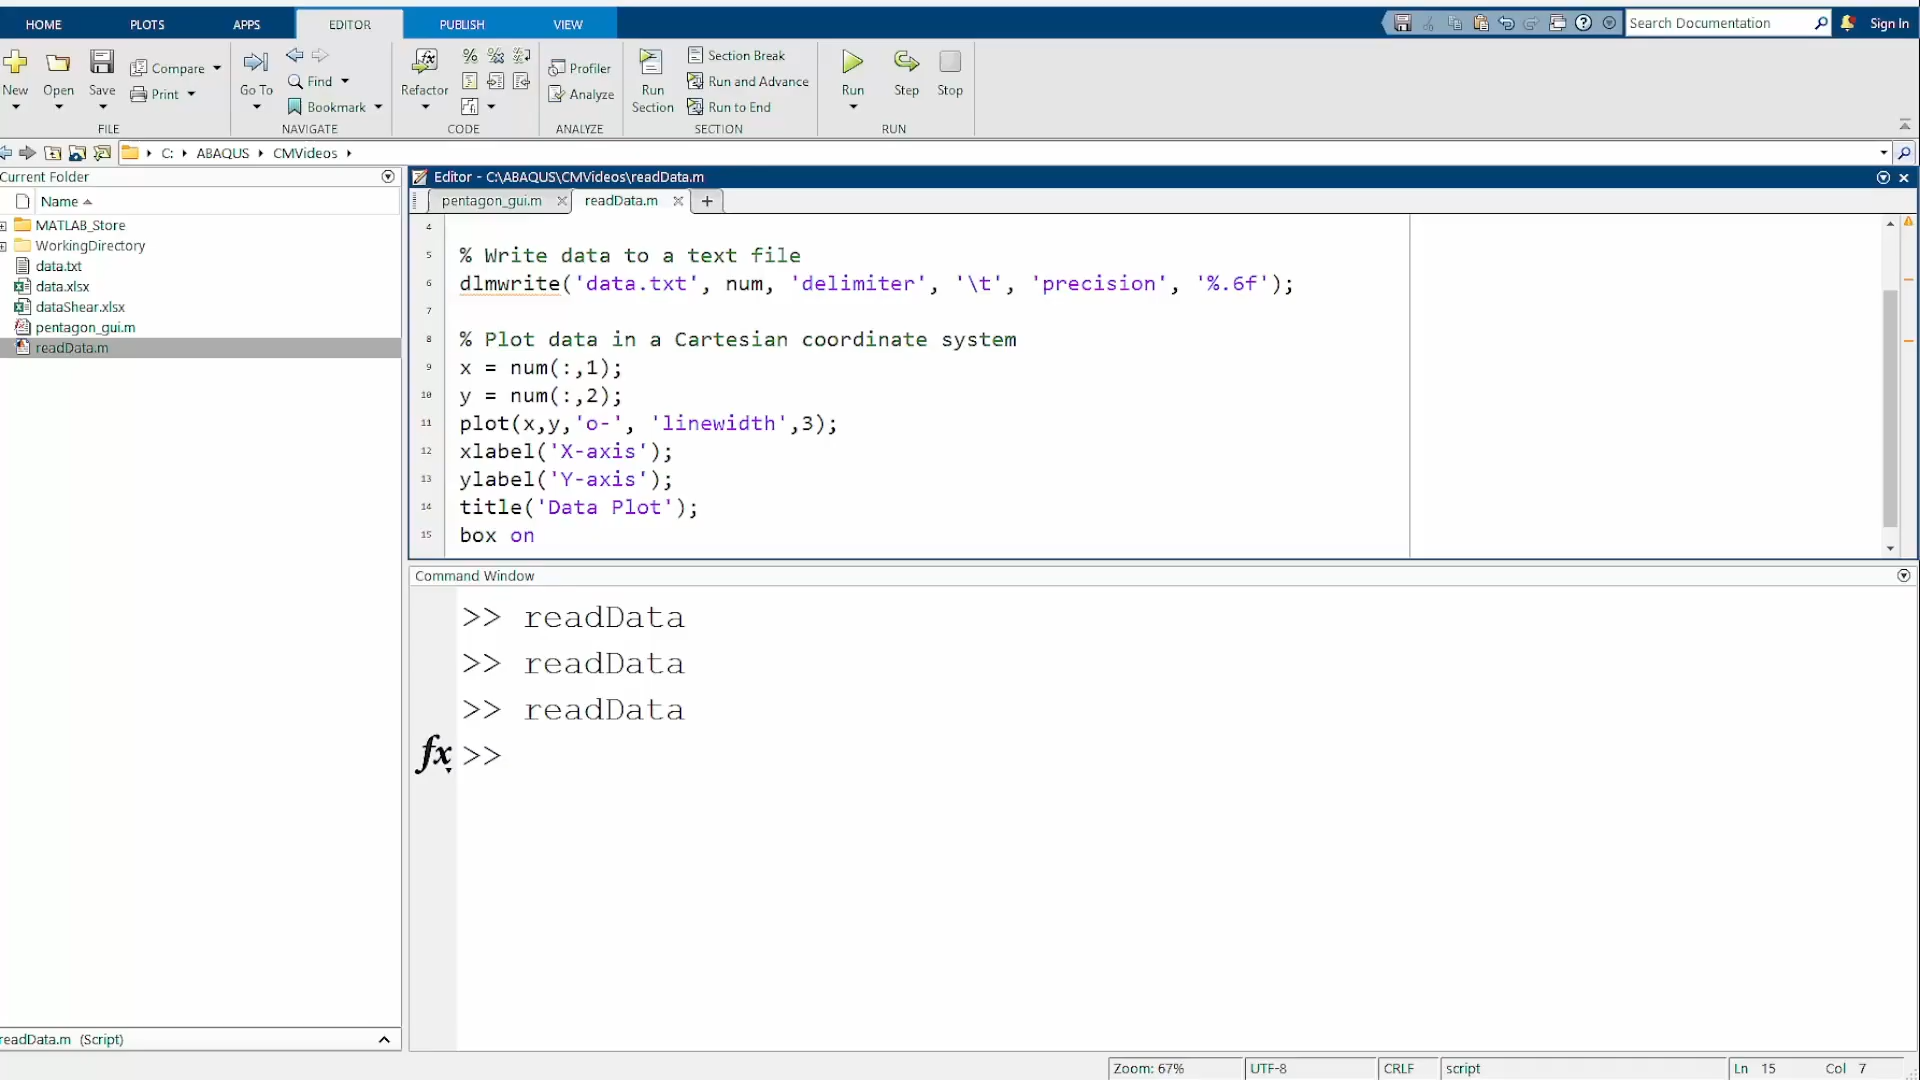 HOME PLOTS APPS EDITOR PUBLISH VIEW Search Documentation Sign In
New Open Save Compare Print FILE
Go To Find Bookmark NAVIGATE
Refactor CODE
Profiler Analyze ANALYZE
Run Section Section Break Run and Advance Run to End SECTION
Run Step Stop RUN
C: ABAQUS CMVideos
Current Folder
Name
MATLAB_Store
WorkingDirectory
data.txt
data.xlsx
dataShear.xlsx
pentagon_gui.m
readData.m
readData.m (Script)
Editor - C:\ABAQUS\CMVideos\readData.m
pentagon_gui.m readData.m
4
5 % Write data to a text file
6 dlmwrite('data.txt', num, 'delimiter', '\t', 'precision', '%.6f');
7
8 % Plot data in a Cartesian coordinate system
9 x = num(:,1);
10 y = num(:,2);
11 plot(x,y,'o-', 'linewidth',3);
12 xlabel('X-axis');
13 ylabel('Y-axis');
14 title('Data Plot');
15 box on
Command Window
>> readData
>> readData
>> readData
fx >>
Zoom: 67% UTF-8 CRLF script Ln 15 Col 7